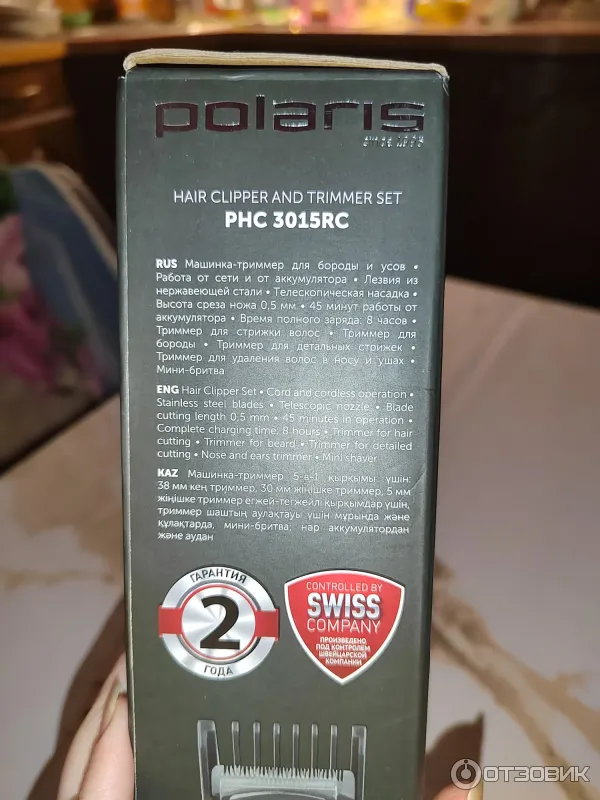 polaris
since 1992
HAIR CLIPPER AND TRIMMER SET
PHC 3015RC
RUS Машинка-триммер для бороды и усов •
Работа от сети и от аккумулятора • Лезвия из
нержавеющей стали • Телескопическая насадка •
Высота среза ножа 0,5 мм • 45 минут работы от
аккумулятора • Время полного заряда: 8 часов •
Триммер для стрижки волос • Триммер для
бороды • Триммер для детальных стрижек •
Триммер для удаления волос в носу и ушах •
Мини-бритва
ENG Hair Clipper Set • Cord and cordless operation •
Stainless steel blades • Telescopic nozzle • Blade
cutting length 0,5 mm • 45 minutes in operation •
Complete charging time: 8 hours • Trimmer for hair
cutting • Trimmer for beard • Trimmer for detailed
cutting • Nose and ears trimmer • Mini shaver
KAZ Машинка-триммер 5-в-1 қырқымы үшін:
38 мм кең триммер, 30 мм жіңішке триммер, 5 мм
жіңішке триммер егжей-тегжейлі қырқымдар үшін,
триммер шаштың аулақтауы үшін мұрында және
құлақтарда, мини-бритва; нәр аккумулятордан
және аудан
ГАРАНТИЯ
2
ГОДА
CONTROLLED BY
SWISS
COMPANY
ПРОИЗВЕДЕНО
ПОД КОНТРОЛЕМ
ШВЕЙЦАРСКОЙ
КОМПАНИИ
ОТЗОВИК